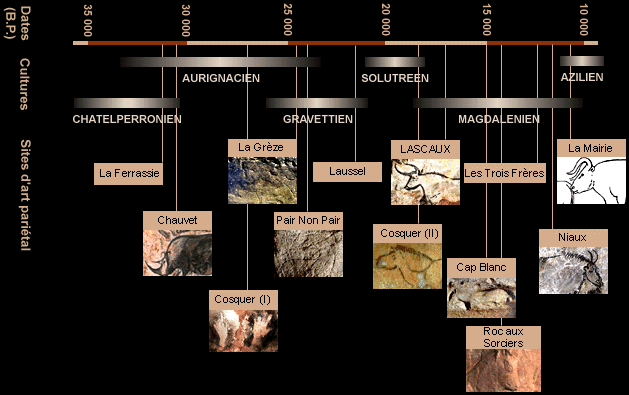 Dates
(B.P.)
35 000
30 000
25 000
20 000
15 000
10 000
Cultures
AURIGNACIEN
SOLUTREEN
AZILIEN
CHATELPERRONIEN
GRAVETTIEN
MAGDALENIEN
Sites d'art pariétal
La Grèze
LASCAUX
La Mairie
La Ferrassie
Laussel
Les Trois Frères
Chauvet
Pair Non Pair
Cosquer (II)
Niaux
Cap Blanc
Cosquer (I)
Roc aux
Sorciers